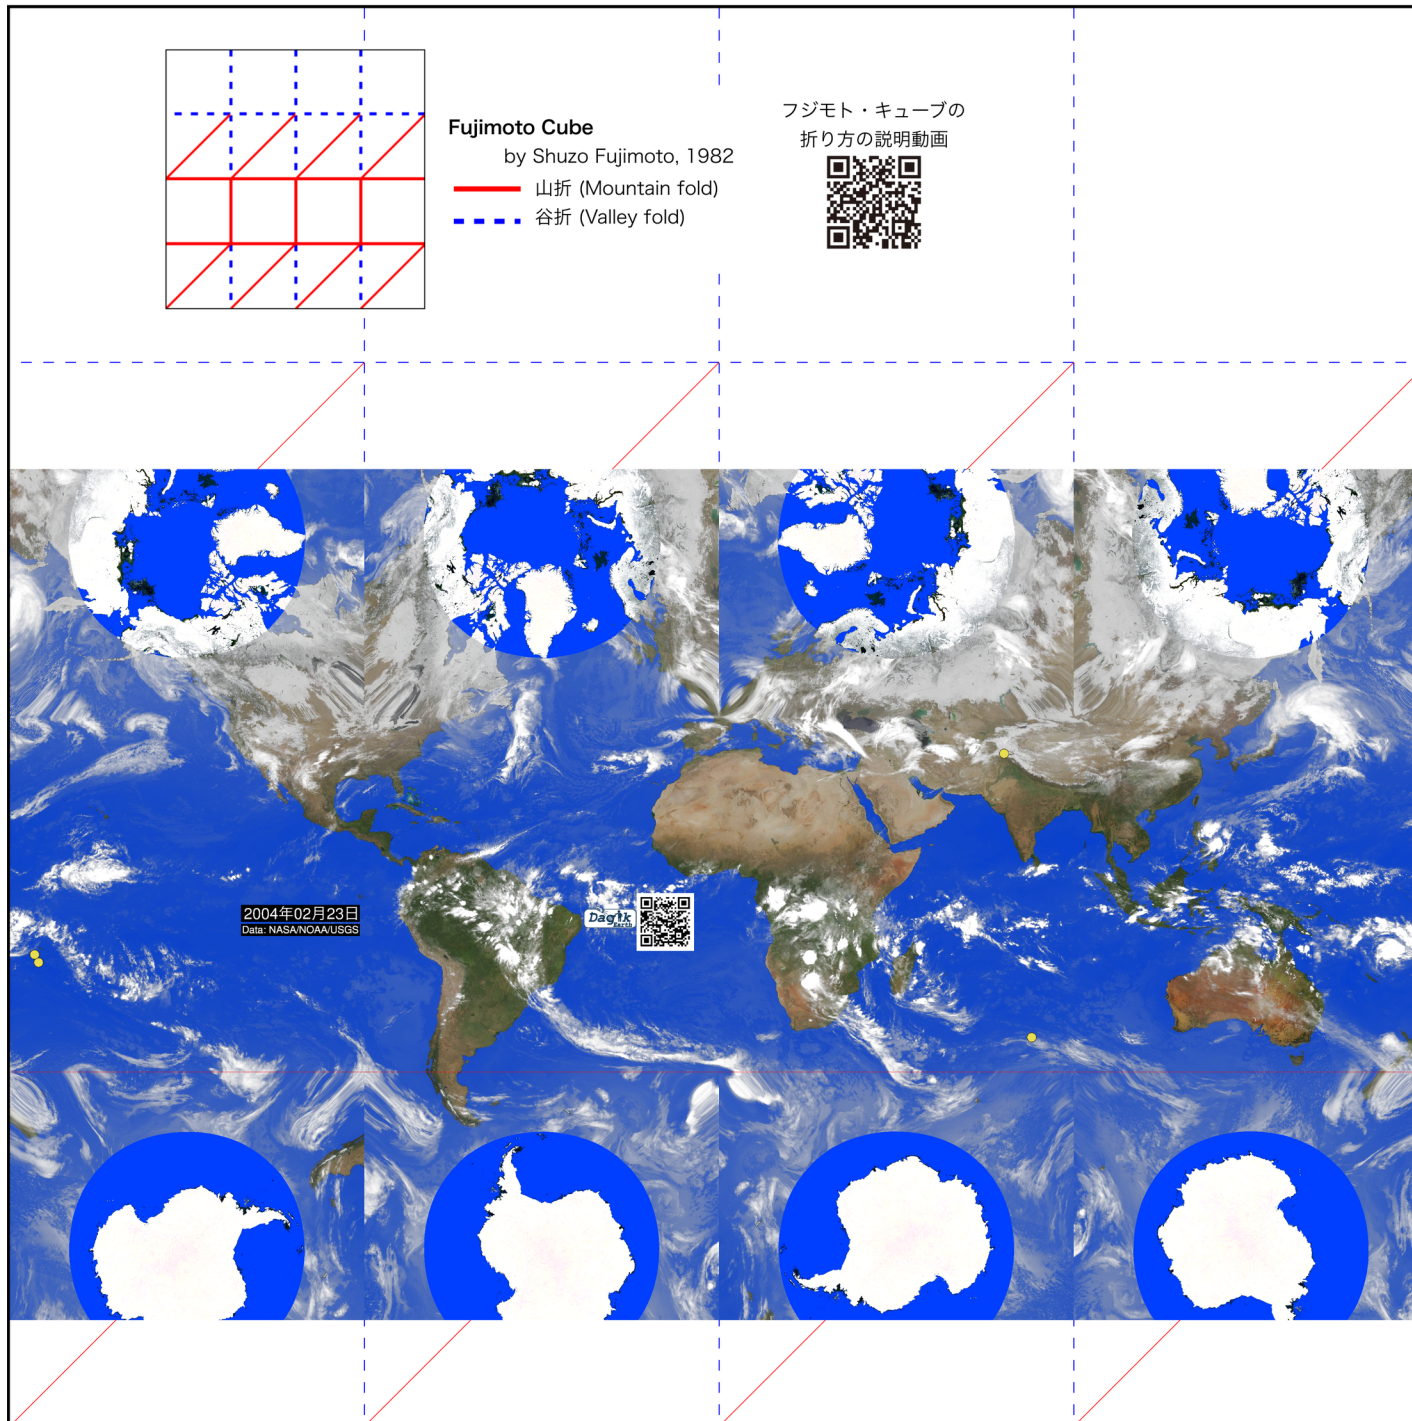 Fujimoto Cube
by Shuzo Fujimoto, 1982
山折 (Mountain fold)
谷折 (Valley fold)
フジモト・キューブの
折り方の説明動画
2004年02月23日
Data: NASA/NOAA/USGS
Dagik
Earth